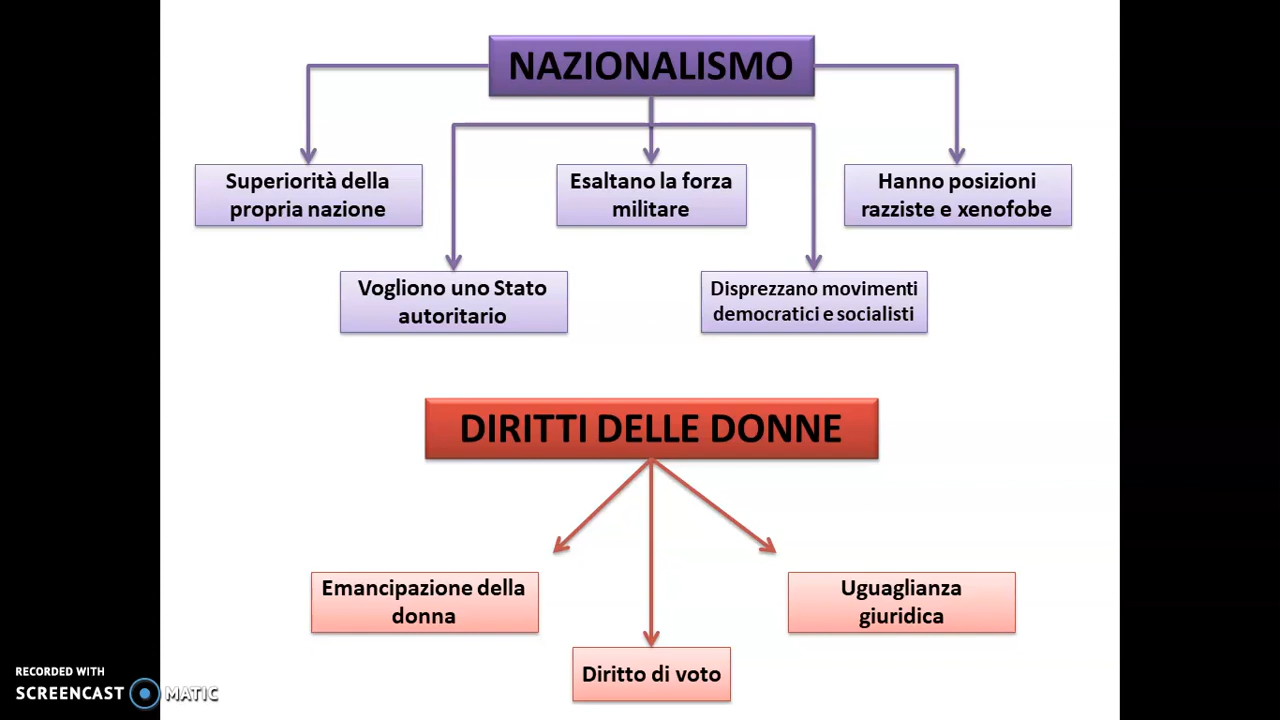 NAZIONALISMO
Superiorità della
propria nazione
Esaltano la forza
militare
Hanno posizioni
razziste e xenofobe
Vogliono uno Stato
autoritario
Disprezzano movimenti
democratici e socialisti
DIRITTI DELLE DONNE
Emancipazione della
donna
Uguaglianza
giuridica
Diritto di voto
RECORDED WITH
SCREENCAST MATIC